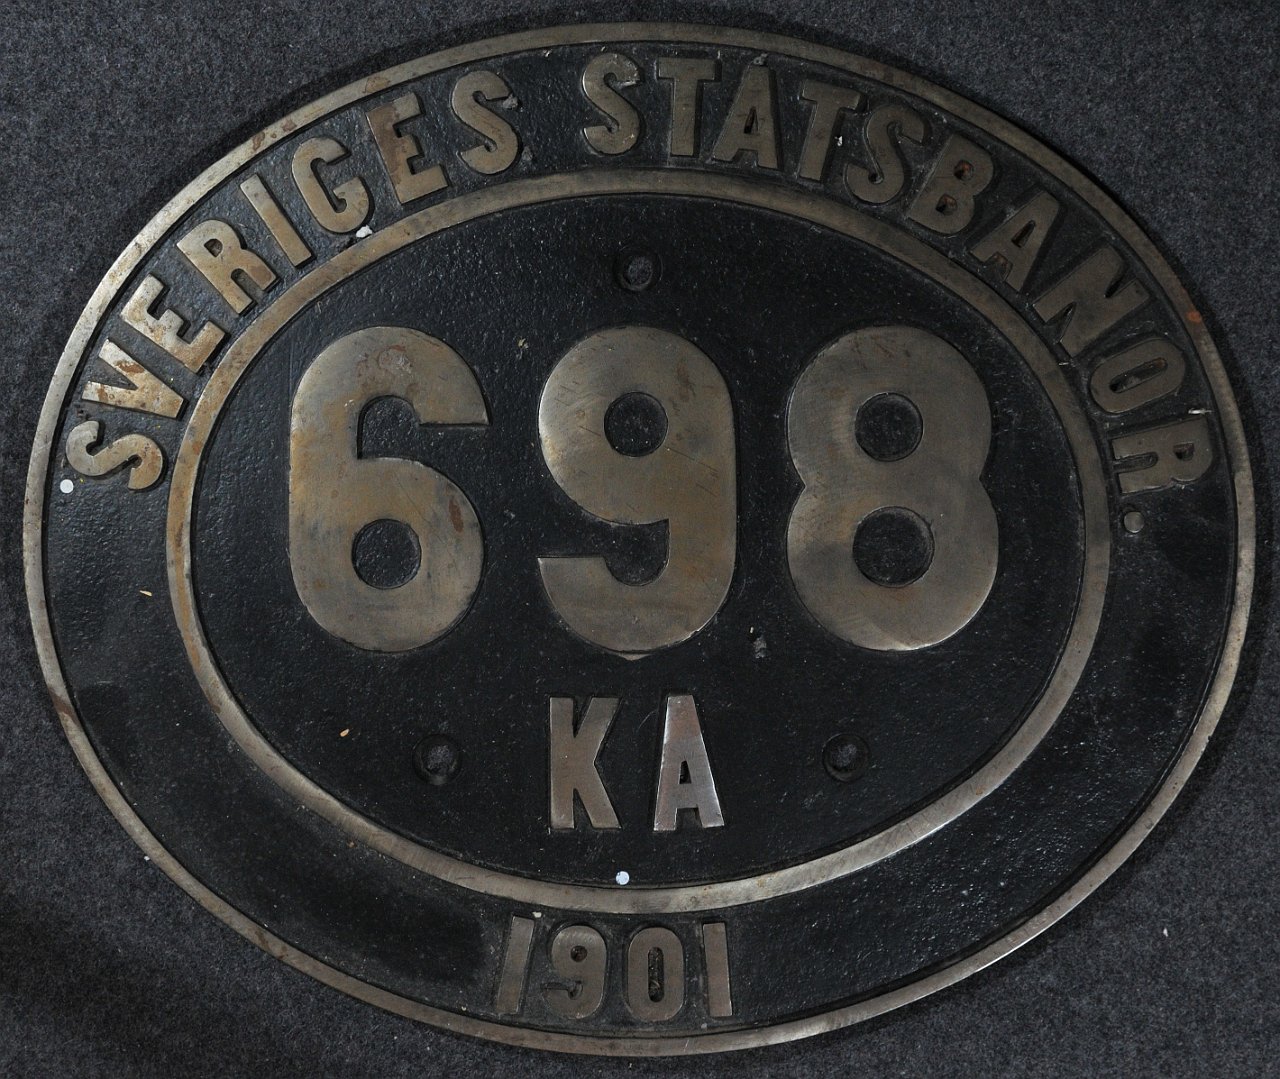 SVERIGES STATSBANOR.
698
KA
1901